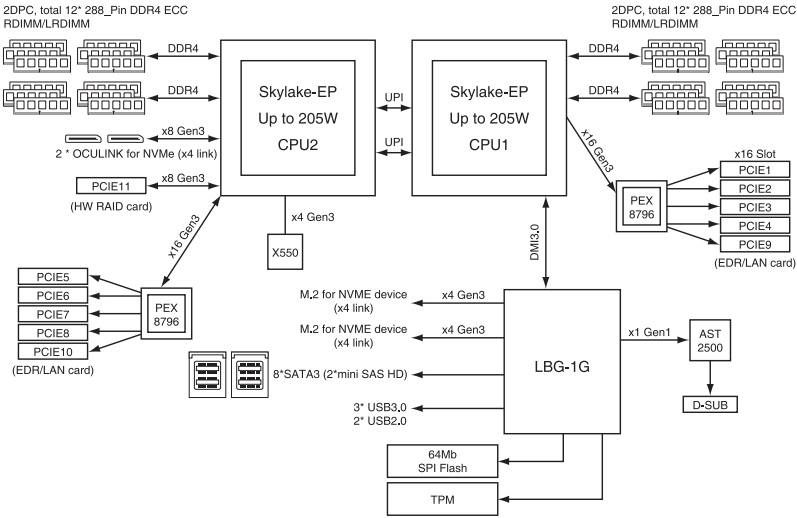 2DPC, total 12* 288_Pin DDR4 ECC
RDIMM/LRDIMM
2DPC, total 12* 288_Pin DDR4 ECC
RDIMM/LRDIMM
DDR4
DDR4
Skylake-EP
Up to 205W
CPU2
UPI
UPI
Skylake-EP
Up to 205W
CPU1
DDR4
DDR4
x8 Gen3
2 * OCULINK for NVMe (x4 link)
x8 Gen3
PCIE11
(HW RAID card)
x16 Gen3
x4 Gen3
X550
x16 Gen3
PEX
8796
x16 Slot
PCIE1
PCIE2
PCIE3
PCIE4
PCIE9
(EDR/LAN card)
DMI3.0
PCIE5
PCIE6
PCIE7
PCIE8
PCIE10
(EDR/LAN card)
PEX
8796
M.2 for NVME device
(x4 link)
x4 Gen3
M.2 for NVME device
(x4 link)
x4 Gen3
8*SATA3 (2*mini SAS HD)
3* USB3.0
2* USB2.0
LBG-1G
x1 Gen1
AST
2500
D-SUB
64Mb
SPI Flash
TPM